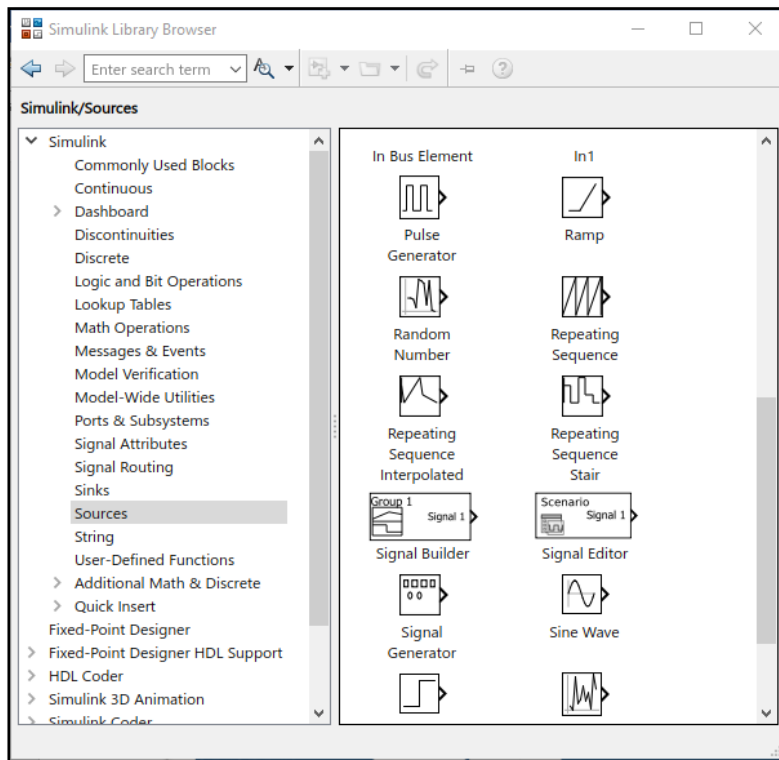 Simulink Library Browser
Enter search term
Simulink/Sources
Simulink
Commonly Used Blocks
Continuous
Dashboard
Discontinuities
Discrete
Logic and Bit Operations
Lookup Tables
Math Operations
Messages & Events
Model Verification
Model-Wide Utilities
Ports & Subsystems
Signal Attributes
Signal Routing
Sinks
Sources
String
User-Defined Functions
Additional Math & Discrete
Quick Insert
Fixed-Point Designer
Fixed-Point Designer HDL Support
HDL Coder
Simulink 3D Animation
Simulink Coder
In Bus Element
In1
Pulse
Generator
Ramp
Random
Number
Repeating
Sequence
Repeating
Sequence
Interpolated
Repeating
Sequence
Stair
Group 1
Signal 1
Signal Builder
Scenario
Signal 1
Signal Editor
Signal
Generator
Sine Wave